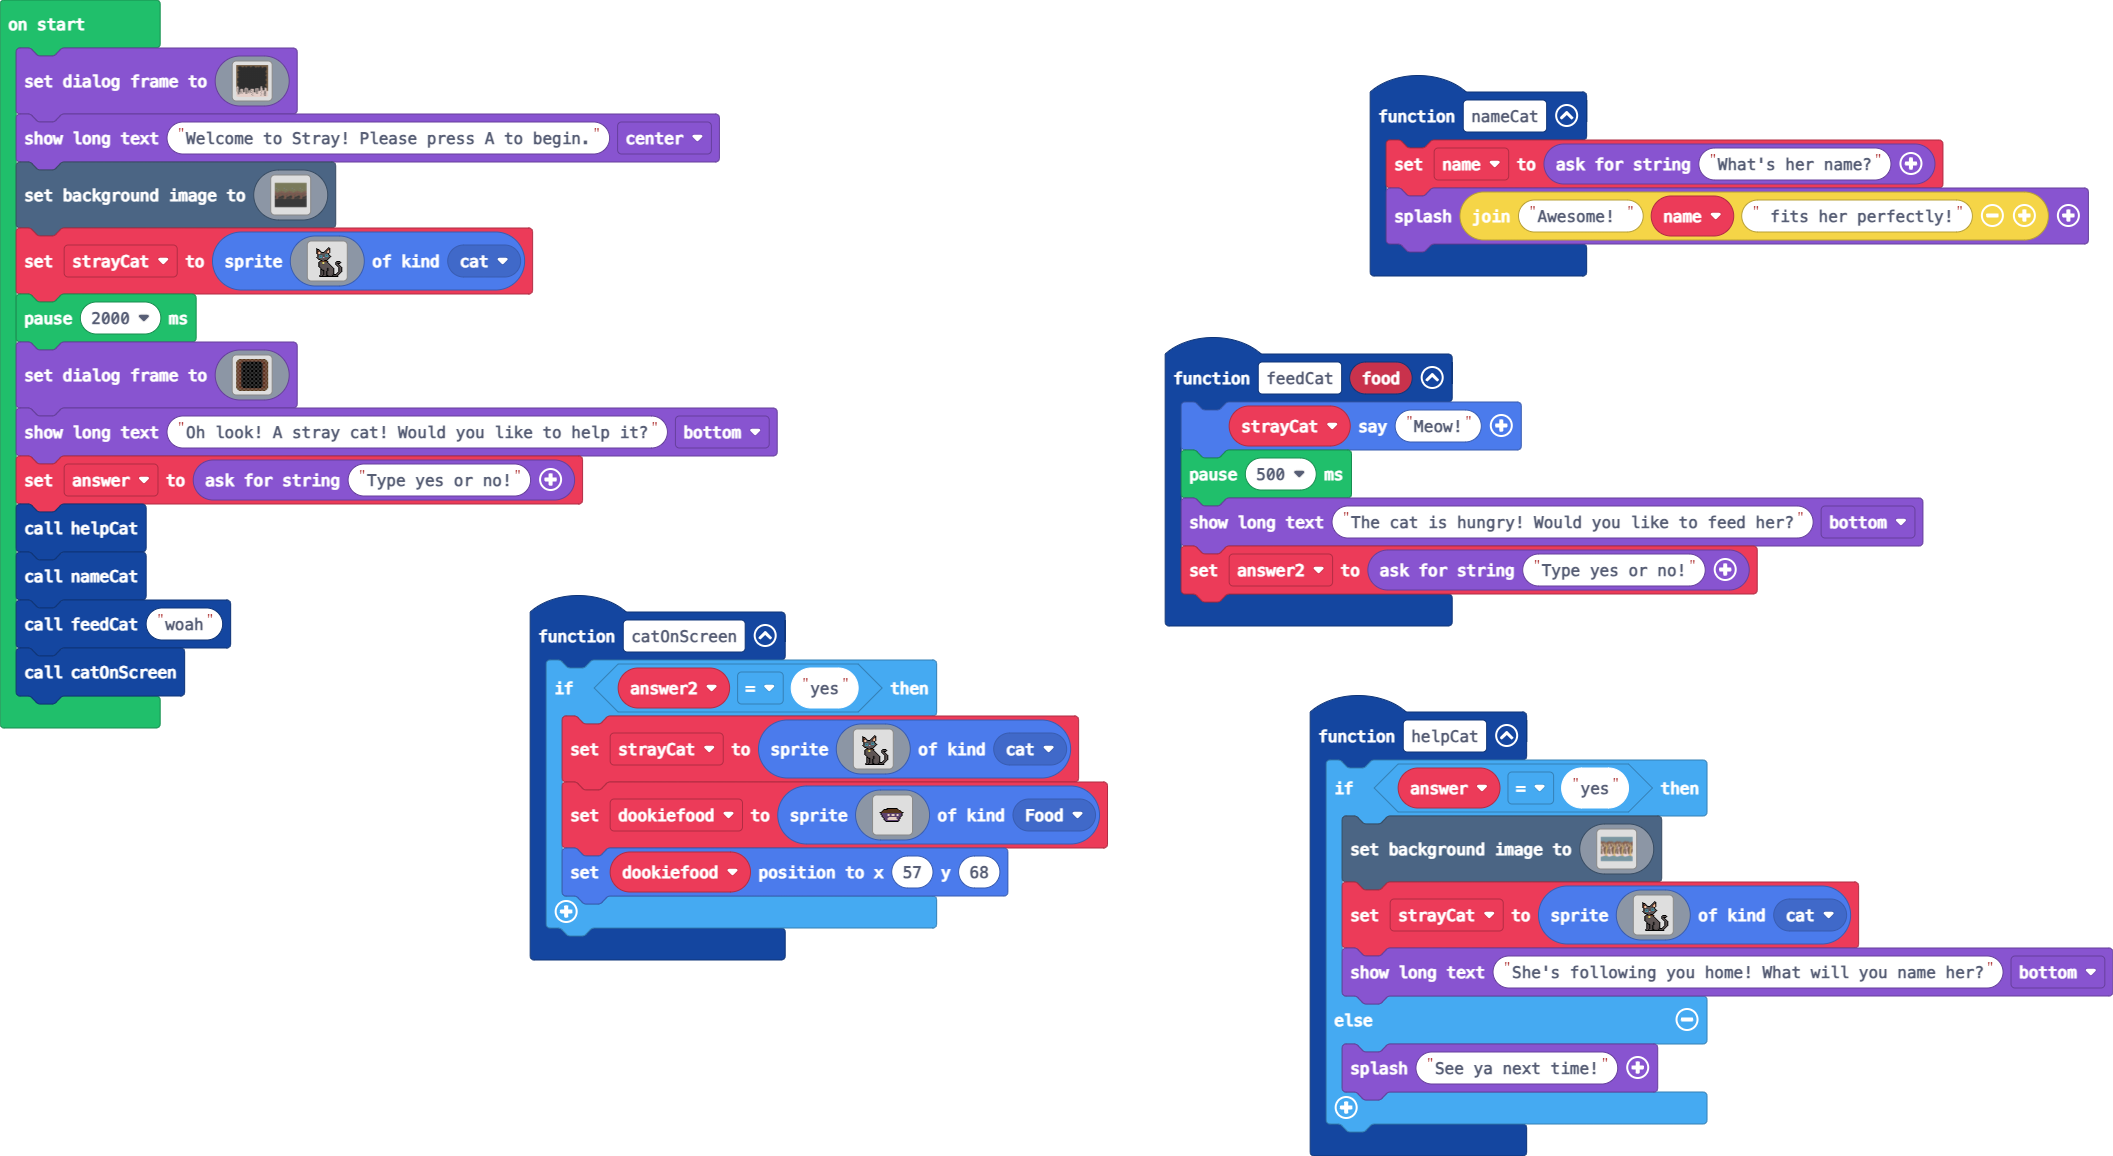 on start
set dialog frame to
show long text "Welcome to Stray! Please press A to begin." center
set background image to
set strayCat to sprite of kind cat
pause 2000 ms
set dialog frame to
show long text "Oh look! A stray cat! Would you like to help it?" bottom
set answer to ask for string "Type yes or no!"
call helpCat
call nameCat
call feedCat "woah"
call catOnScreen
function catOnScreen
if answer2 = "yes" then
set strayCat to sprite of kind cat
set dookiefood to sprite of kind Food
set dookiefood position to x 57 y 68
function nameCat
set name to ask for string "What's her name?"
splash join "Awesome! " name " fits her perfectly!"
function feedCat food
strayCat say "Meow!"
pause 500 ms
show long text "The cat is hungry! Would you like to feed her?" bottom
set answer2 to ask for string "Type yes or no!"
function helpCat
if answer = "yes" then
set background image to
set strayCat to sprite of kind cat
show long text "She's following you home! What will you name her?" bottom
else
splash "See ya next time!"